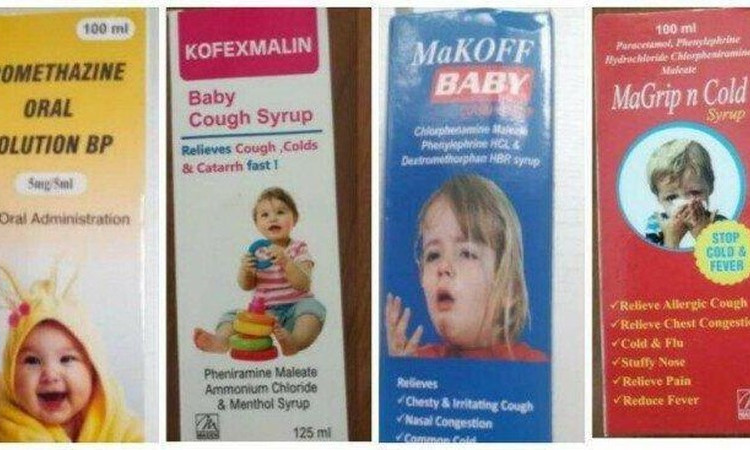 100 ml
OMETHAZINE
ORAL
OLUTION BP
5mg/5ml
Oral Administration
KOFEXMALIN
Baby
Cough Syrup
Relieves Cough ,Colds
& Catarrh fast !
Pheniramine Maleate
Ammonium Chloride
& Menthol Syrup
125 ml
MaKOFF
BABY
Chlorphenamine Maleate
Phenylephrine HCL &
Dextromethorphan HBR syrup
Relieves
✓Chesty & Irritating Cough
✓Nasal Congestion
✓Common Cold
100 ml
Paracetamol, Phenylephrine
Hydrochloride Chlorpheniramine
Maleate
MaGrip n Cold
Syrup
STOP
COLD &
FEVER
✓Relieve Allergic Cough
✓Relieve Chest Congesti
✓Cold & Flu
✓Stuffy Nose
✓Relieve Pain
✓Reduce Fever